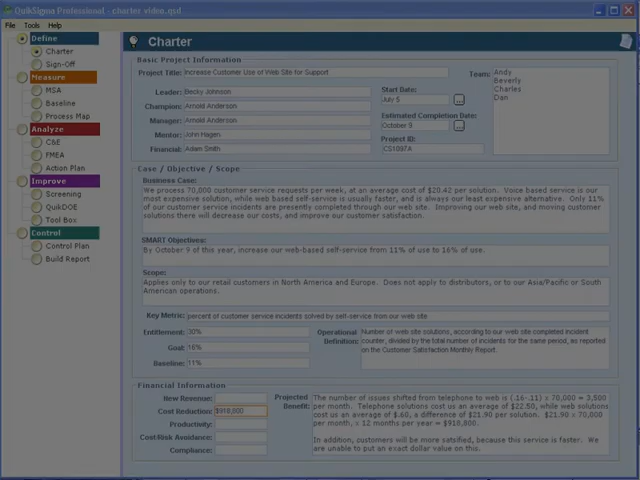 QuikSigma Professional - charter video.qsd
File Tools Help
Define
Charter
Sign-Off
Measure
MSA
Baseline
Process Map
Analyze
C&E
FMEA
Action Plan
Improve
Screening
QuikDOE
Tool Box
Control
Control Plan
Build Report
Charter
Basic Project Information
Project Title: Increase Customer Use of Web Site for Support
Leader: Becky Johnson
Champion: Arnold Anderson
Manager: Arnold Anderson
Mentor: John Hagen
Financial: Adam Smith
Start Date:
July 5
...
Estimated Completion Date:
October 9
...
Project ID:
CS1097A
Team: Andy
Beverly
Charles
Dan
Case / Objective / Scope
Business Case:
We process 70,000 customer service requests per week, at an average cost of $20.42 per solution. Voice based service is our
most expensive solution, while web based self-service is usually faster, and is always our least expensive alternative. Only 11%
of our customer service incidents are presently completed through our web site. Improving our web site, and moving customer
solutions there will decrease our costs, and improve our customer satisfaction.
SMART Objectives:
By October 9 of this year, increase our web-based self-service from 11% of use to 16% of use.
Scope:
Applies only to our retail customers in North America and Europe. Does not apply to distributors, or to our Asia/Pacific or South
American operations.
Key Metric: percent of customer service incidents solved by self-service from our web site
Entitlement: 30%
Goal: 16%
Baseline: 11%
Operational
Definition:
Number of web site solutions, according to our web site completed incident
counter, divided by the total number of incidents for the same period, as reported
on the Customer Satisfaction Monthly Report.
Financial Information
New Revenue:
Cost Reduction: $918,000
Productivity:
Cost/Risk Avoidance:
Compliance:
Projected
Benefit:
The number of issues shifted from telephone to web is (.16-.11) x 70,000 = 3,500
per month. Telephone solutions cost us an average of $22.50, while web solutions
cost us an average of $.60, a difference of $21.90 per solution. $21.90 x 70,000
per month, x 12 months per year = $918,800.
In addition, customers will be more satsified, because this service is faster. We
are unable to put an exact dollar value on this.